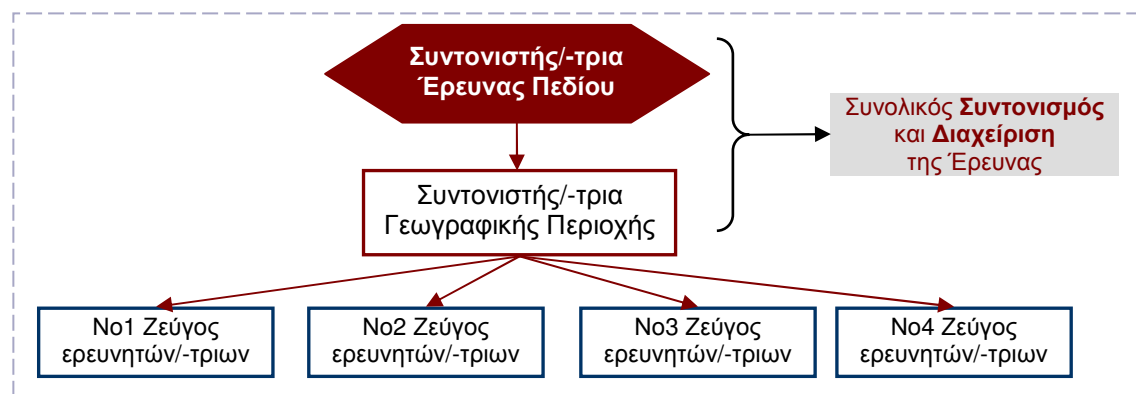 Συντονιστής/-τρια
Έρευνας Πεδίου
Συνολικός Συντονισμός
και Διαχείριση
της Έρευνας
Συντονιστής/-τρια
Γεωγραφικής Περιοχής
Νο1 Ζεύγος
ερευνητών/-τριων
Νο2 Ζεύγος
ερευνητών/-τριων
Νο3 Ζεύγος
ερευνητών/-τριων
Νο4 Ζεύγος
ερευνητών/-τριων